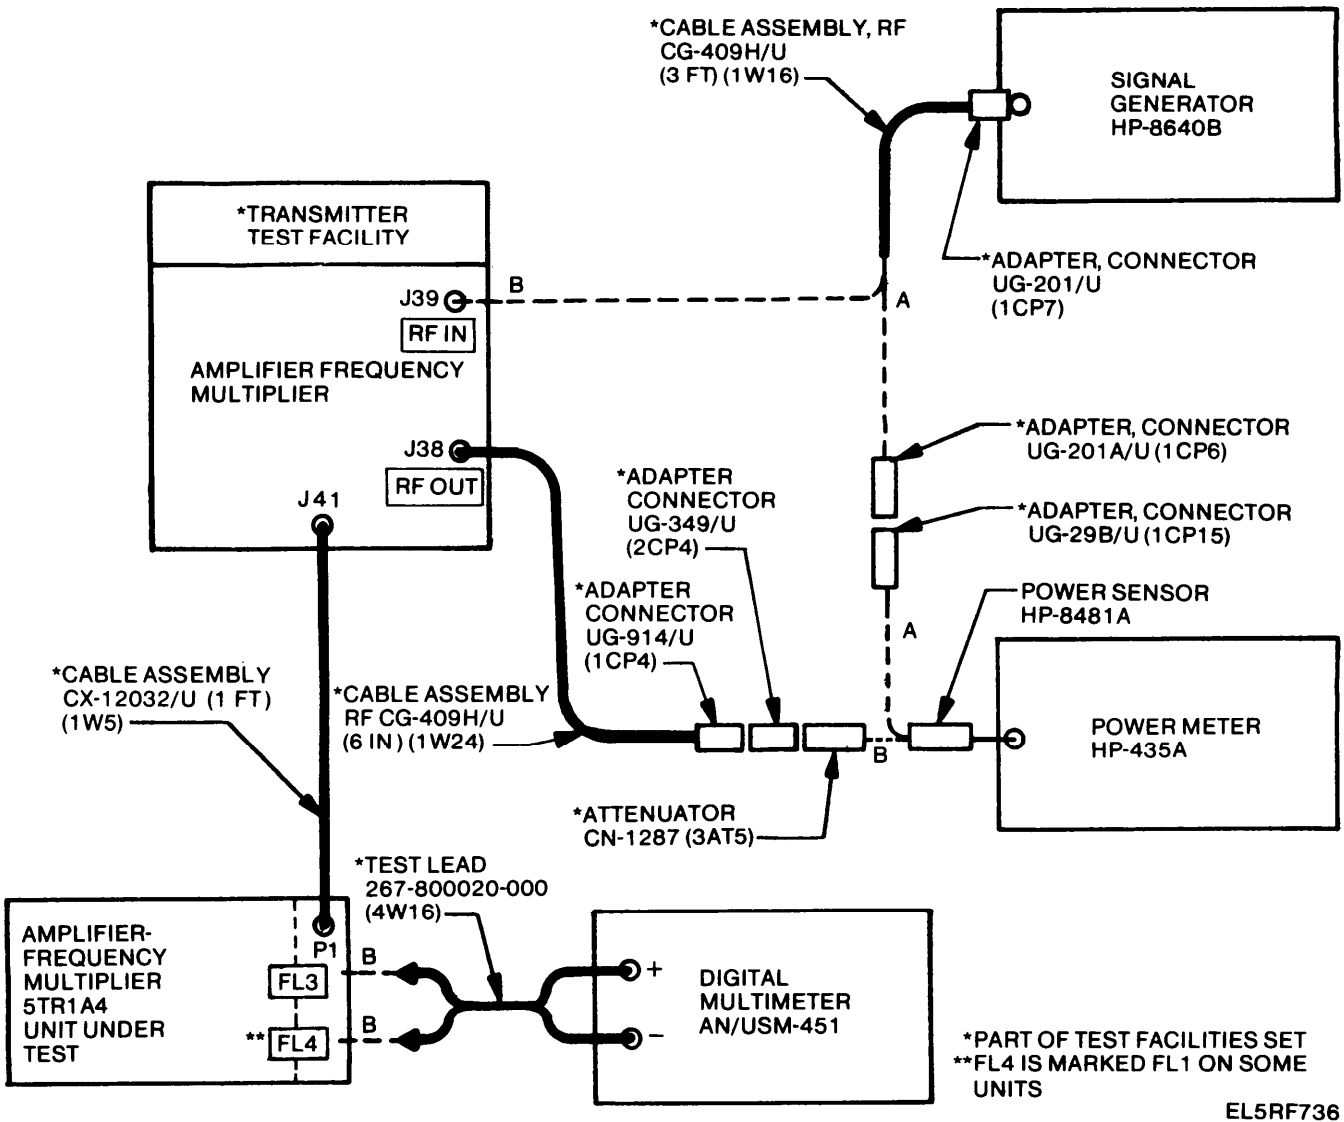 *CABLE ASSEMBLY, RF
CG-409H/U
(3 FT) (1W16)
SIGNAL
GENERATOR
HP-8640B
*TRANSMITTER
TEST FACILITY
*ADAPTER, CONNECTOR
UG-201/U
(1CP7)
J39
B
A
RF IN
AMPLIFIER FREQUENCY
MULTIPLIER
J38
RF OUT
J41
*ADAPTER, CONNECTOR
UG-201A/U (1CP6)
*ADAPTER
CONNECTOR
UG-349/U
(2CP4)
*ADAPTER, CONNECTOR
UG-29B/U (1CP15)
*ADAPTER
CONNECTOR
UG-914/U
(1CP4)
POWER SENSOR
HP-8481A
A
*CABLE ASSEMBLY
CX-12032/U (1 FT)
(1W5)
*CABLE ASSEMBLY
RF CG-409H/U
(6 IN) (1W24)
B
POWER METER
HP-435A
*ATTENUATOR
CN-1287 (3AT5)
*TEST LEAD
267-800020-000
(4W16)
AMPLIFIER-
FREQUENCY
MULTIPLIER
5TR1A4
UNIT UNDER
TEST
P1
FL3
B
**FL4
B
+
-
DIGITAL
MULTIMETER
AN/USM-451
*PART OF TEST FACILITIES SET
**FL4 IS MARKED FL1 ON SOME
UNITS
EL5RF736